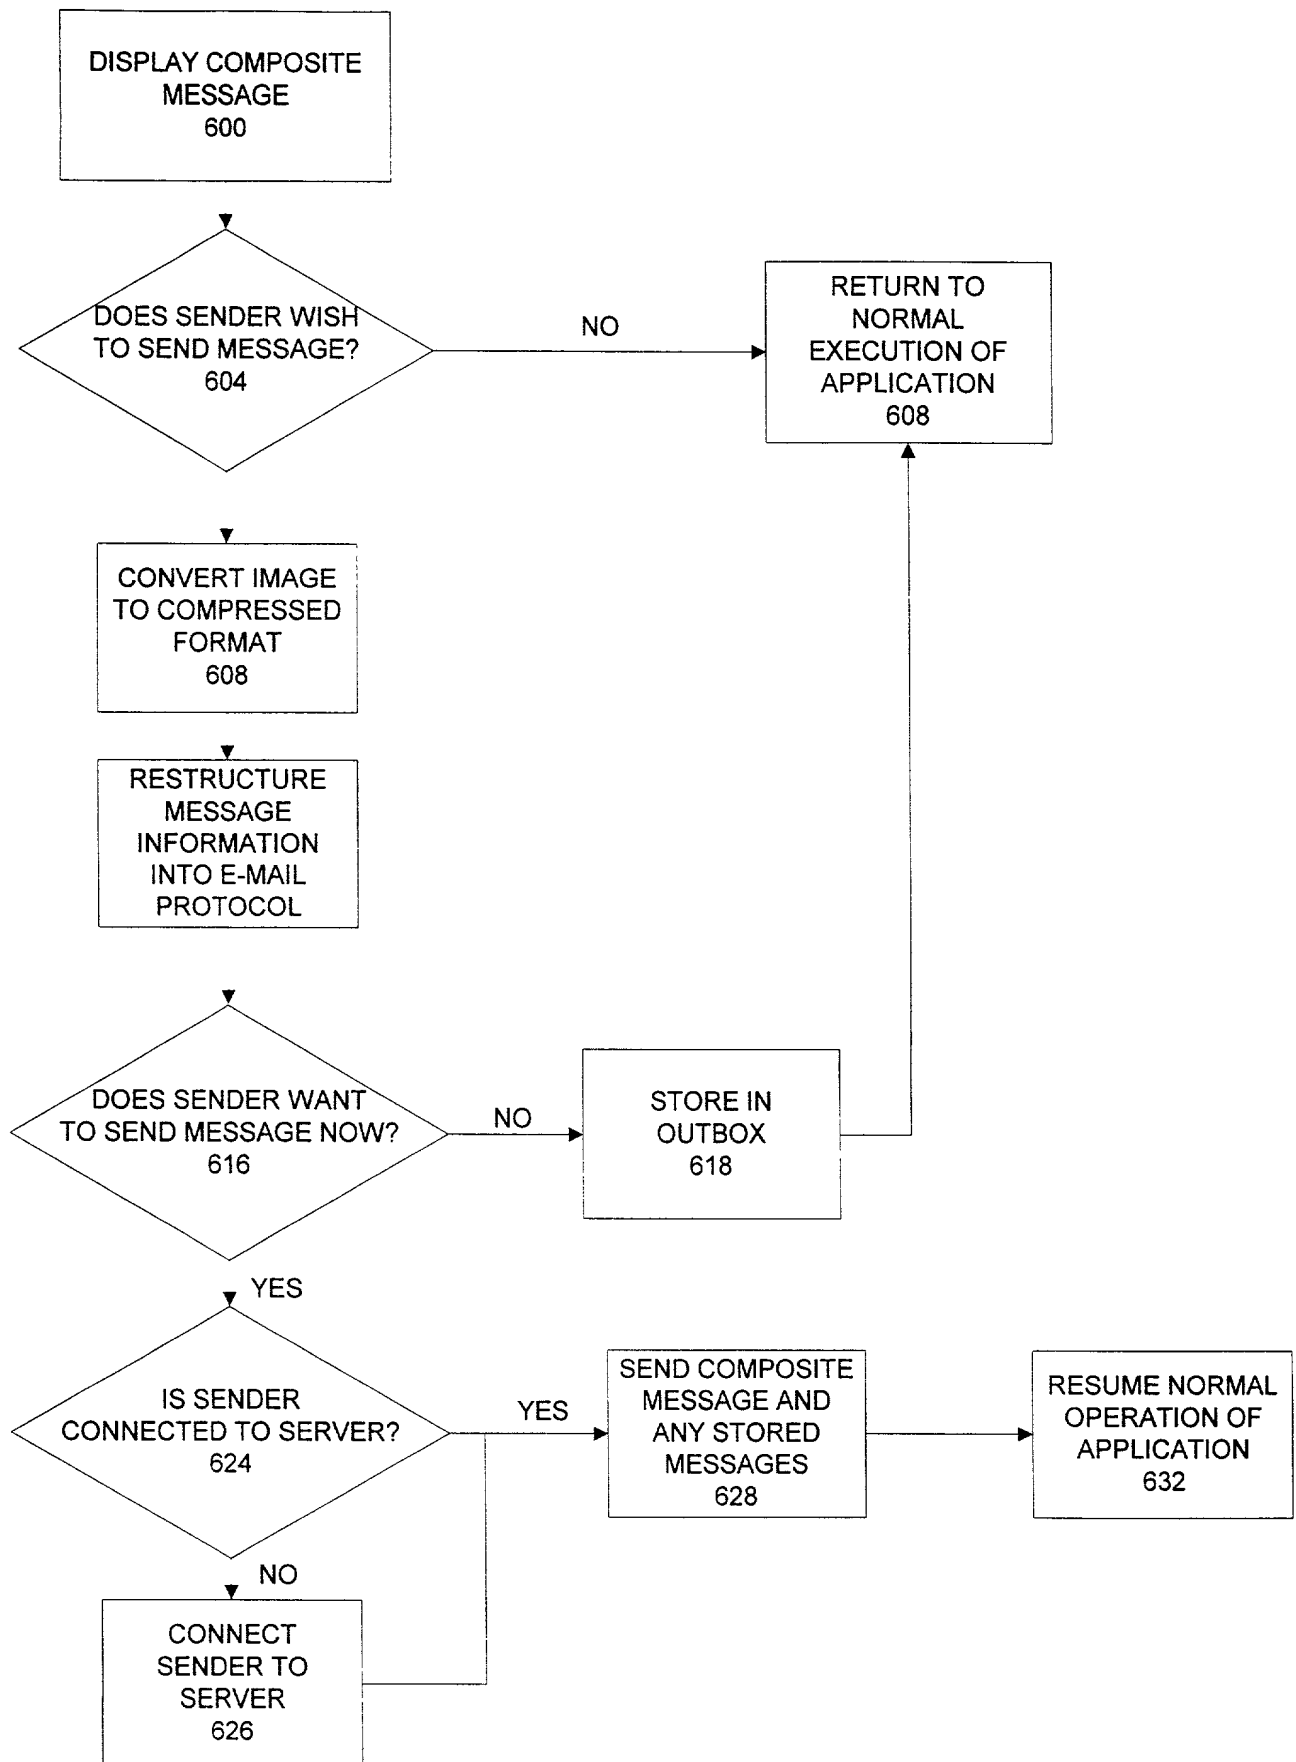 DISPLAY COMPOSITE
MESSAGE
600
DOES SENDER WISH
TO SEND MESSAGE?
604
NO
RETURN TO
NORMAL
EXECUTION OF
APPLICATION
608
CONVERT IMAGE
TO COMPRESSED
FORMAT
608
RESTRUCTURE
MESSAGE
INFORMATION
INTO E-MAIL
PROTOCOL
DOES SENDER WANT
TO SEND MESSAGE NOW?
616
NO
STORE IN
OUTBOX
618
YES
IS SENDER
CONNECTED TO SERVER?
624
YES
SEND COMPOSITE
MESSAGE AND
ANY STORED
MESSAGES
628
RESUME NORMAL
OPERATION OF
APPLICATION
632
NO
CONNECT
SENDER TO
SERVER
626